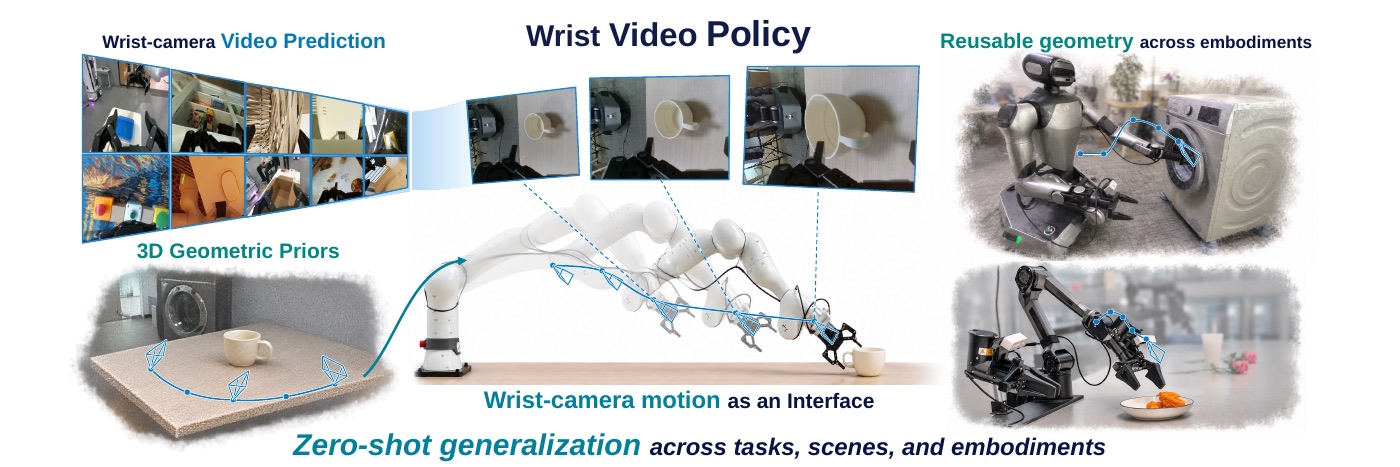 Wrist Video Policy
Wrist-camera Video Prediction
Reusable geometry across embodiments
3D Geometric Priors
Wrist-camera motion as an Interface
Zero-shot generalization across tasks, scenes, and embodiments